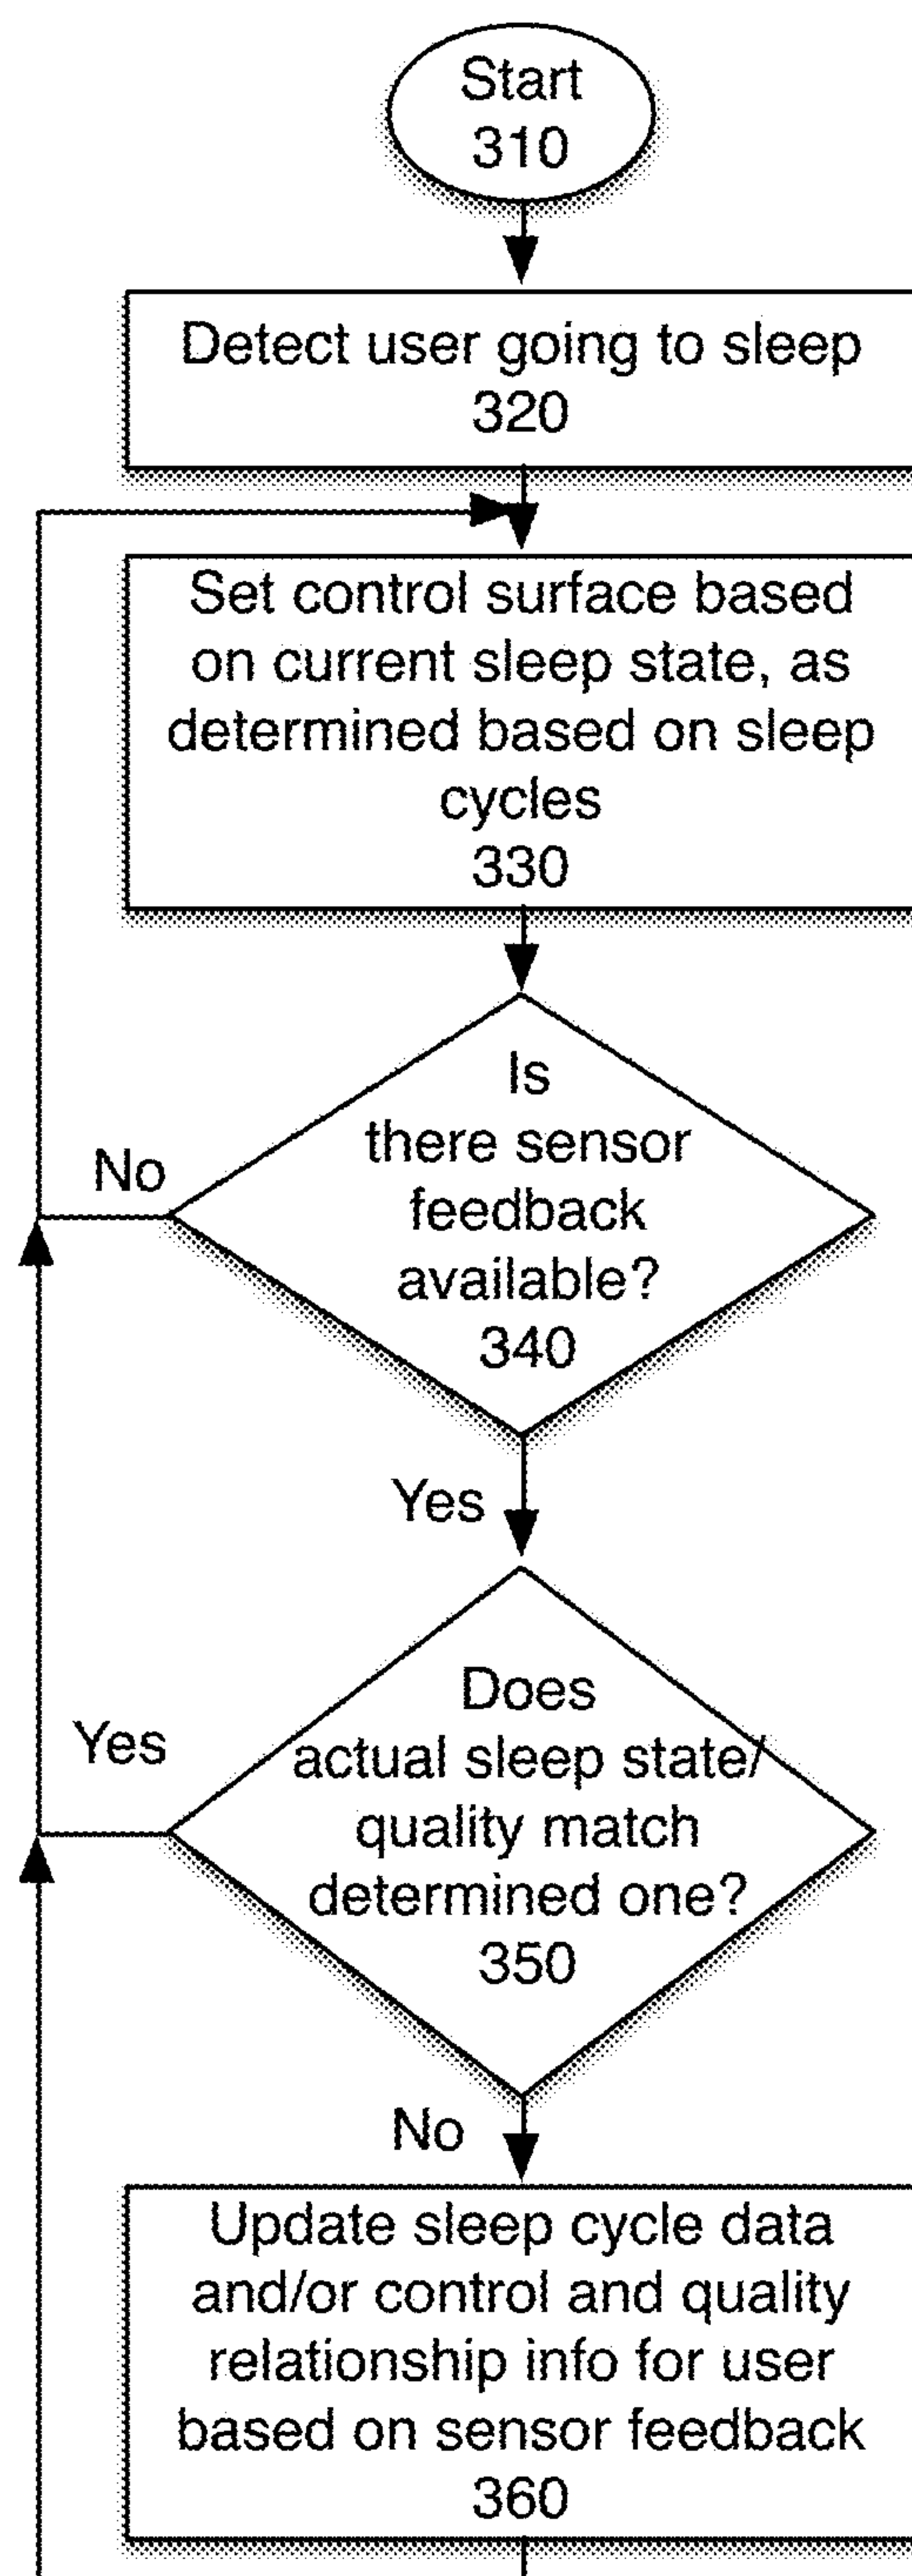 Start
310
Detect user going to sleep
320
Set control surface based
on current sleep state, as
determined based on sleep
cycles
330
Is
there sensor
feedback
available?
340
No
Yes
Does
actual sleep state/
quality match
determined one?
350
Yes
No
Update sleep cycle data
and/or control and quality
relationship info for user
based on sensor feedback
360